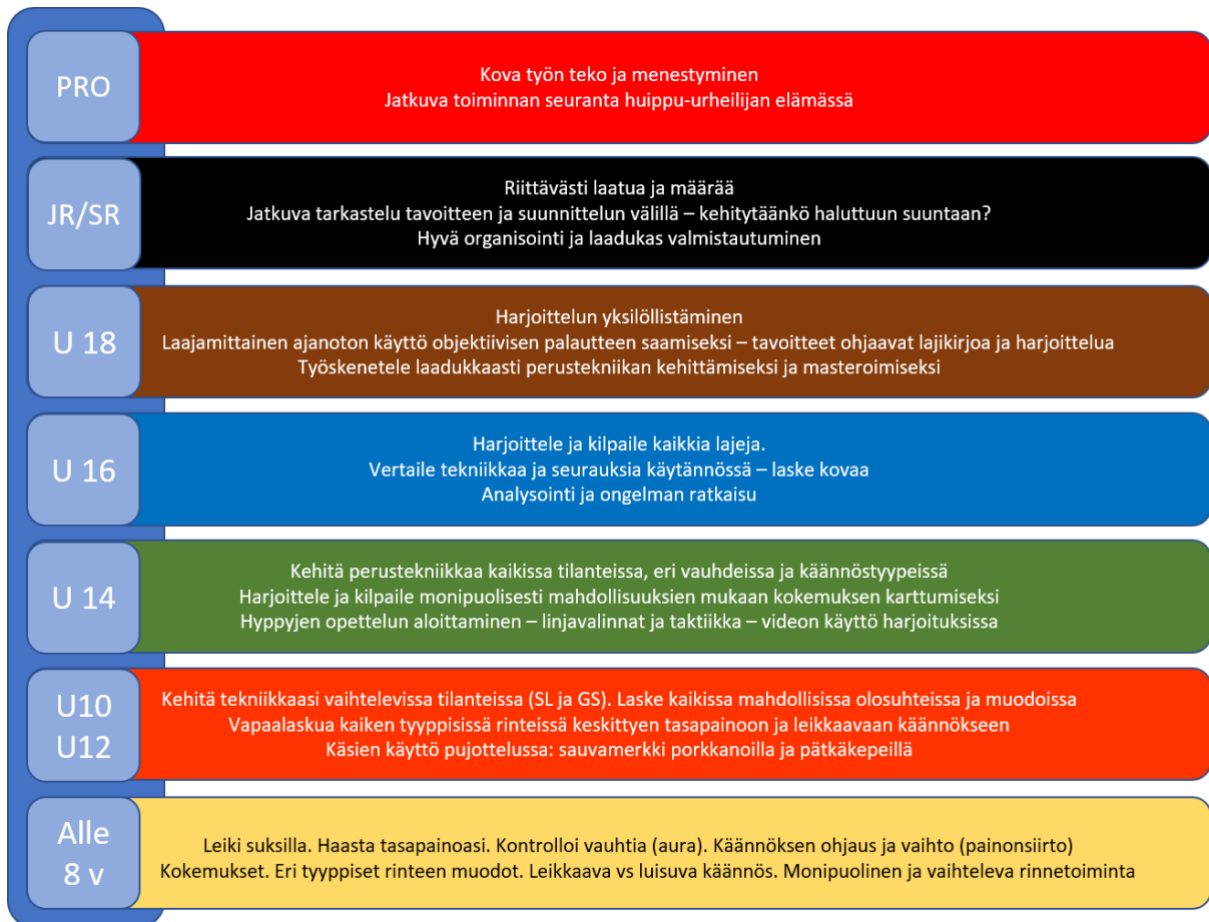 PRO
Kova työn teko ja menestyminen
Jatkuva toiminnan seuranta huippu-urheilijan elämässä
JR/SR
Riittävästi laatua ja määrää
Jatkuva tarkastelu tavoitteen ja suunnittelun välillä – kehitytäänkö haluttuun suuntaan?
Hyvä organisointi ja laadukas valmistautuminen
U 18
Harjoittelun yksilöllistäminen
Laajamittainen ajanoton käyttö objektiivisen palautteen saamiseksi – tavoitteet ohjaavat lajikirjoa ja harjoittelua
Työskenetele laadukkaasti perustekniikan kehittämiseksi ja masteroimiseksi
U 16
Harjoittele ja kilpaile kaikkia lajeja.
Vertaile tekniikkaa ja seurauksia käytännössä – laske kovaa
Analysointi ja ongelman ratkaisu
U 14
Kehitä perustekniikkaa kaikissa tilanteissa, eri vauhdeissa ja käännöstyypeissä
Harjoittele ja kilpaile monipuolisesti mahdollisuuksien mukaan kokemuksen karttumiseksi
Hyppyjen opettelun aloittaminen – linjavalinnat ja taktiikka – videon käyttö harjoituksissa
U10
U12
Kehitä tekniikkaasi vaihtelevissa tilanteissa (SL ja GS). Laske kaikissa mahdollisissa olosuhteissa ja muodoissa
Vapaalaskua kaiken tyyppisissä rinteissä keskittyen tasapainoon ja leikkaavaan käännökseen
Käsien käyttö pujottelussa: sauvamerkki porkkanoilla ja pätkäkepeillä
Alle
8 v
Leiki suksilla. Haasta tasapainoasi. Kontrolloi vauhtia (aura). Käännöksen ohjaus ja vaihto (painonsiirto)
Kokemukset. Eri tyyppiset rinteen muodot. Leikkaava vs luisuva käännös. Monipuolinen ja vaihteleva rinnetoiminta